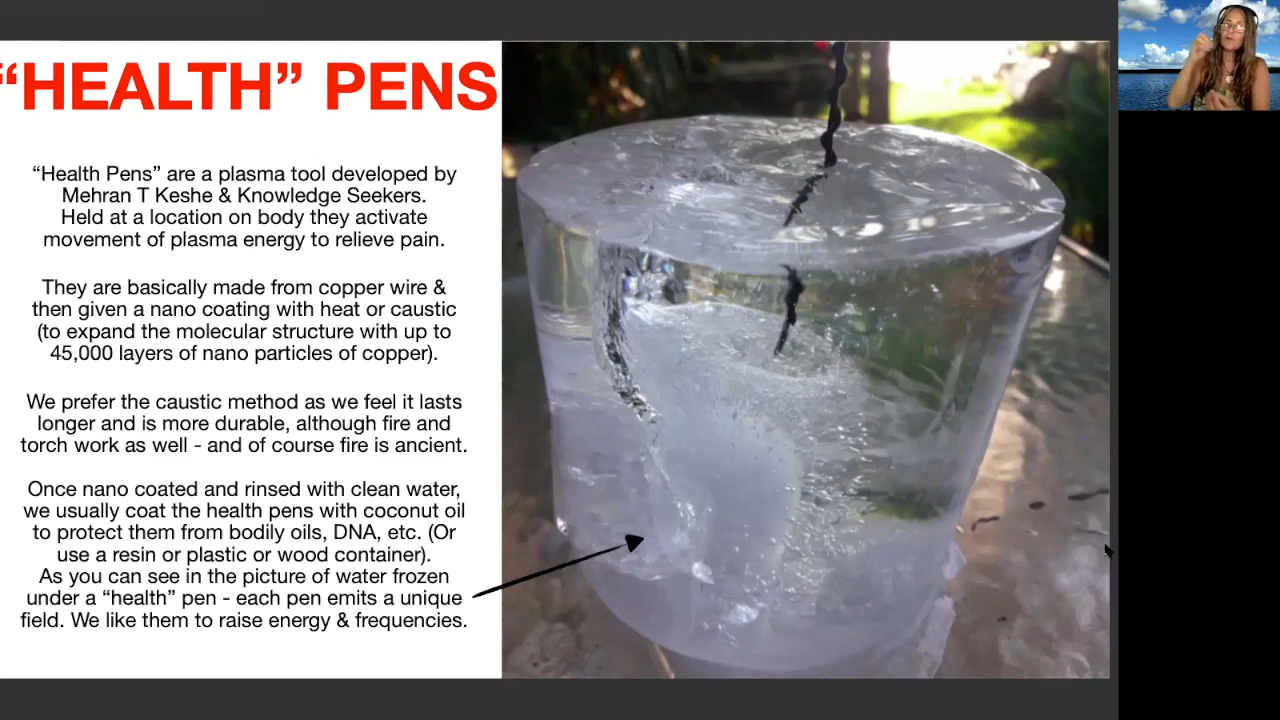 “HEALTH” PENS
“Health Pens” are a plasma tool developed by
Mehran T Keshe & Knowledge Seekers.
Held at a location on body they activate
movement of plasma energy to relieve pain.
They are basically made from copper wire &
then given a nano coating with heat or caustic
(to expand the molecular structure with up to
45,000 layers of nano particles of copper).
We prefer the caustic method as we feel it lasts
longer and is more durable, although fire and
torch work as well - and of course fire is ancient.
Once nano coated and rinsed with clean water,
we usually coat the health pens with coconut oil
to protect them from bodily oils, DNA, etc. (Or
use a resin or plastic or wood container).
As you can see in the picture of water frozen
under a “health” pen - each pen emits a unique
field. We like them to raise energy & frequencies.